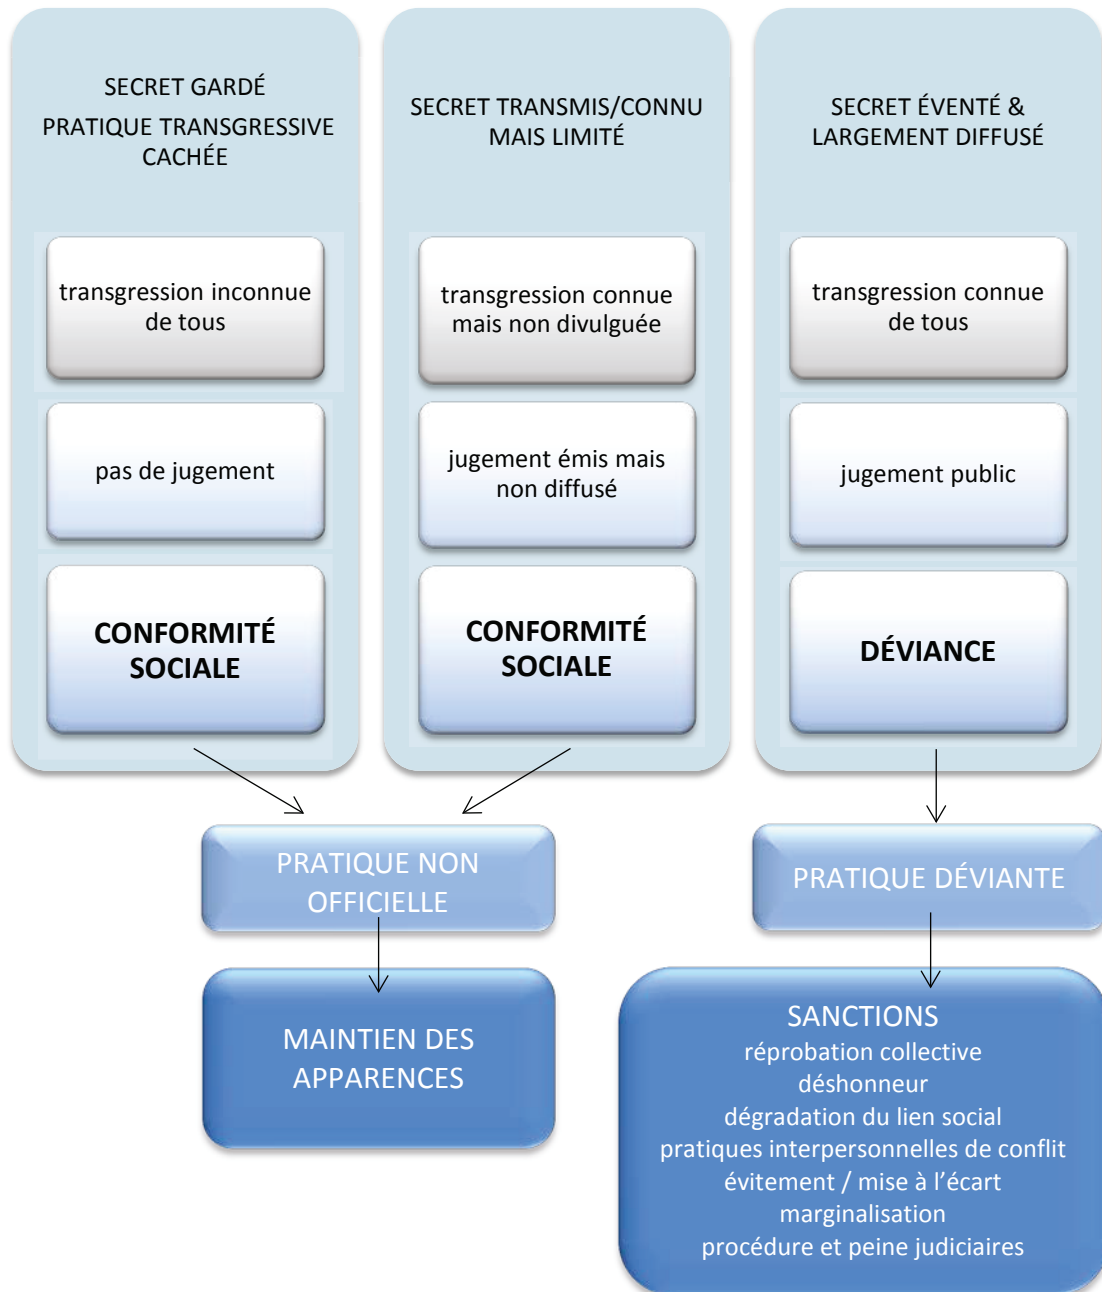 SECRET GARDÉ
PRATIQUE TRANSGRESSIVE
CACHÉE
transgression inconnue
de tous
pas de jugement
CONFORMITÉ
SOCIALE
SECRET TRANSMIS/CONNU
MAIS LIMITÉ
transgression connue
mais non divulguée
jugement émis mais
non diffusé
CONFORMITÉ
SOCIALE
SECRET ÉVENTÉ &
LARGEMENT DIFFUSÉ
transgression connue
de tous
jugement public
DÉVIANCE
PRATIQUE NON
OFFICIELLE
MAINTIEN DES
APPARENCES
PRATIQUE DÉVIANTE
SANCTIONS
réprobation collective
déshonneur
dégradation du lien social
pratiques interpersonnelles de conflit
évitement / mise à l’écart
marginalisation
procédure et peine judiciaires